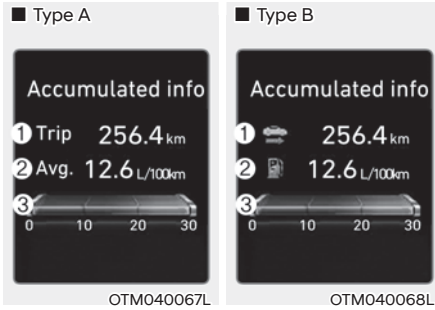 ■ Type A
Accumulated info
① Trip 256.4 km
② Avg. 12.6 L/100km
③
0 10 20 30
OTM040067L
■ Type B
Accumulated info
① 256.4 km
② 12.6 L/100km
③
0 10 20 30
OTM040068L